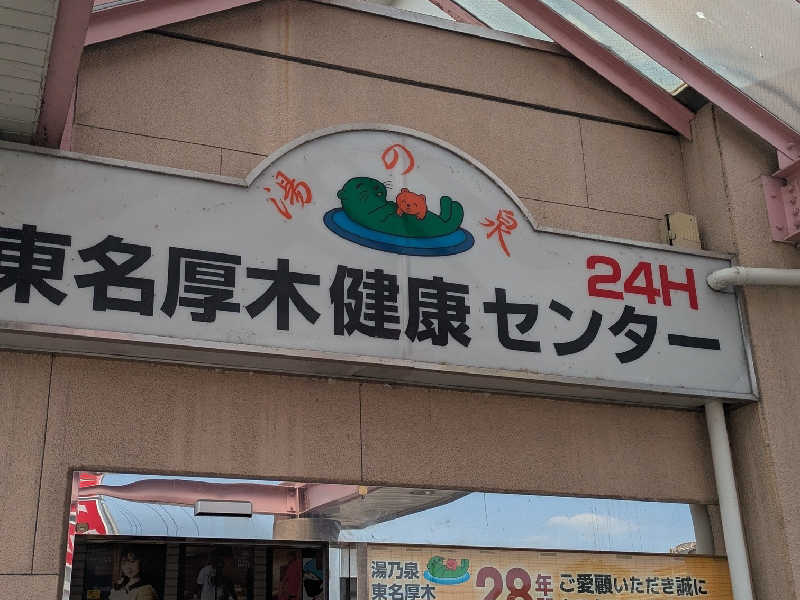 湯の泉
東名厚木健康センター
24H
湯乃泉
東名厚木
28年
ご愛顧いただき誠に